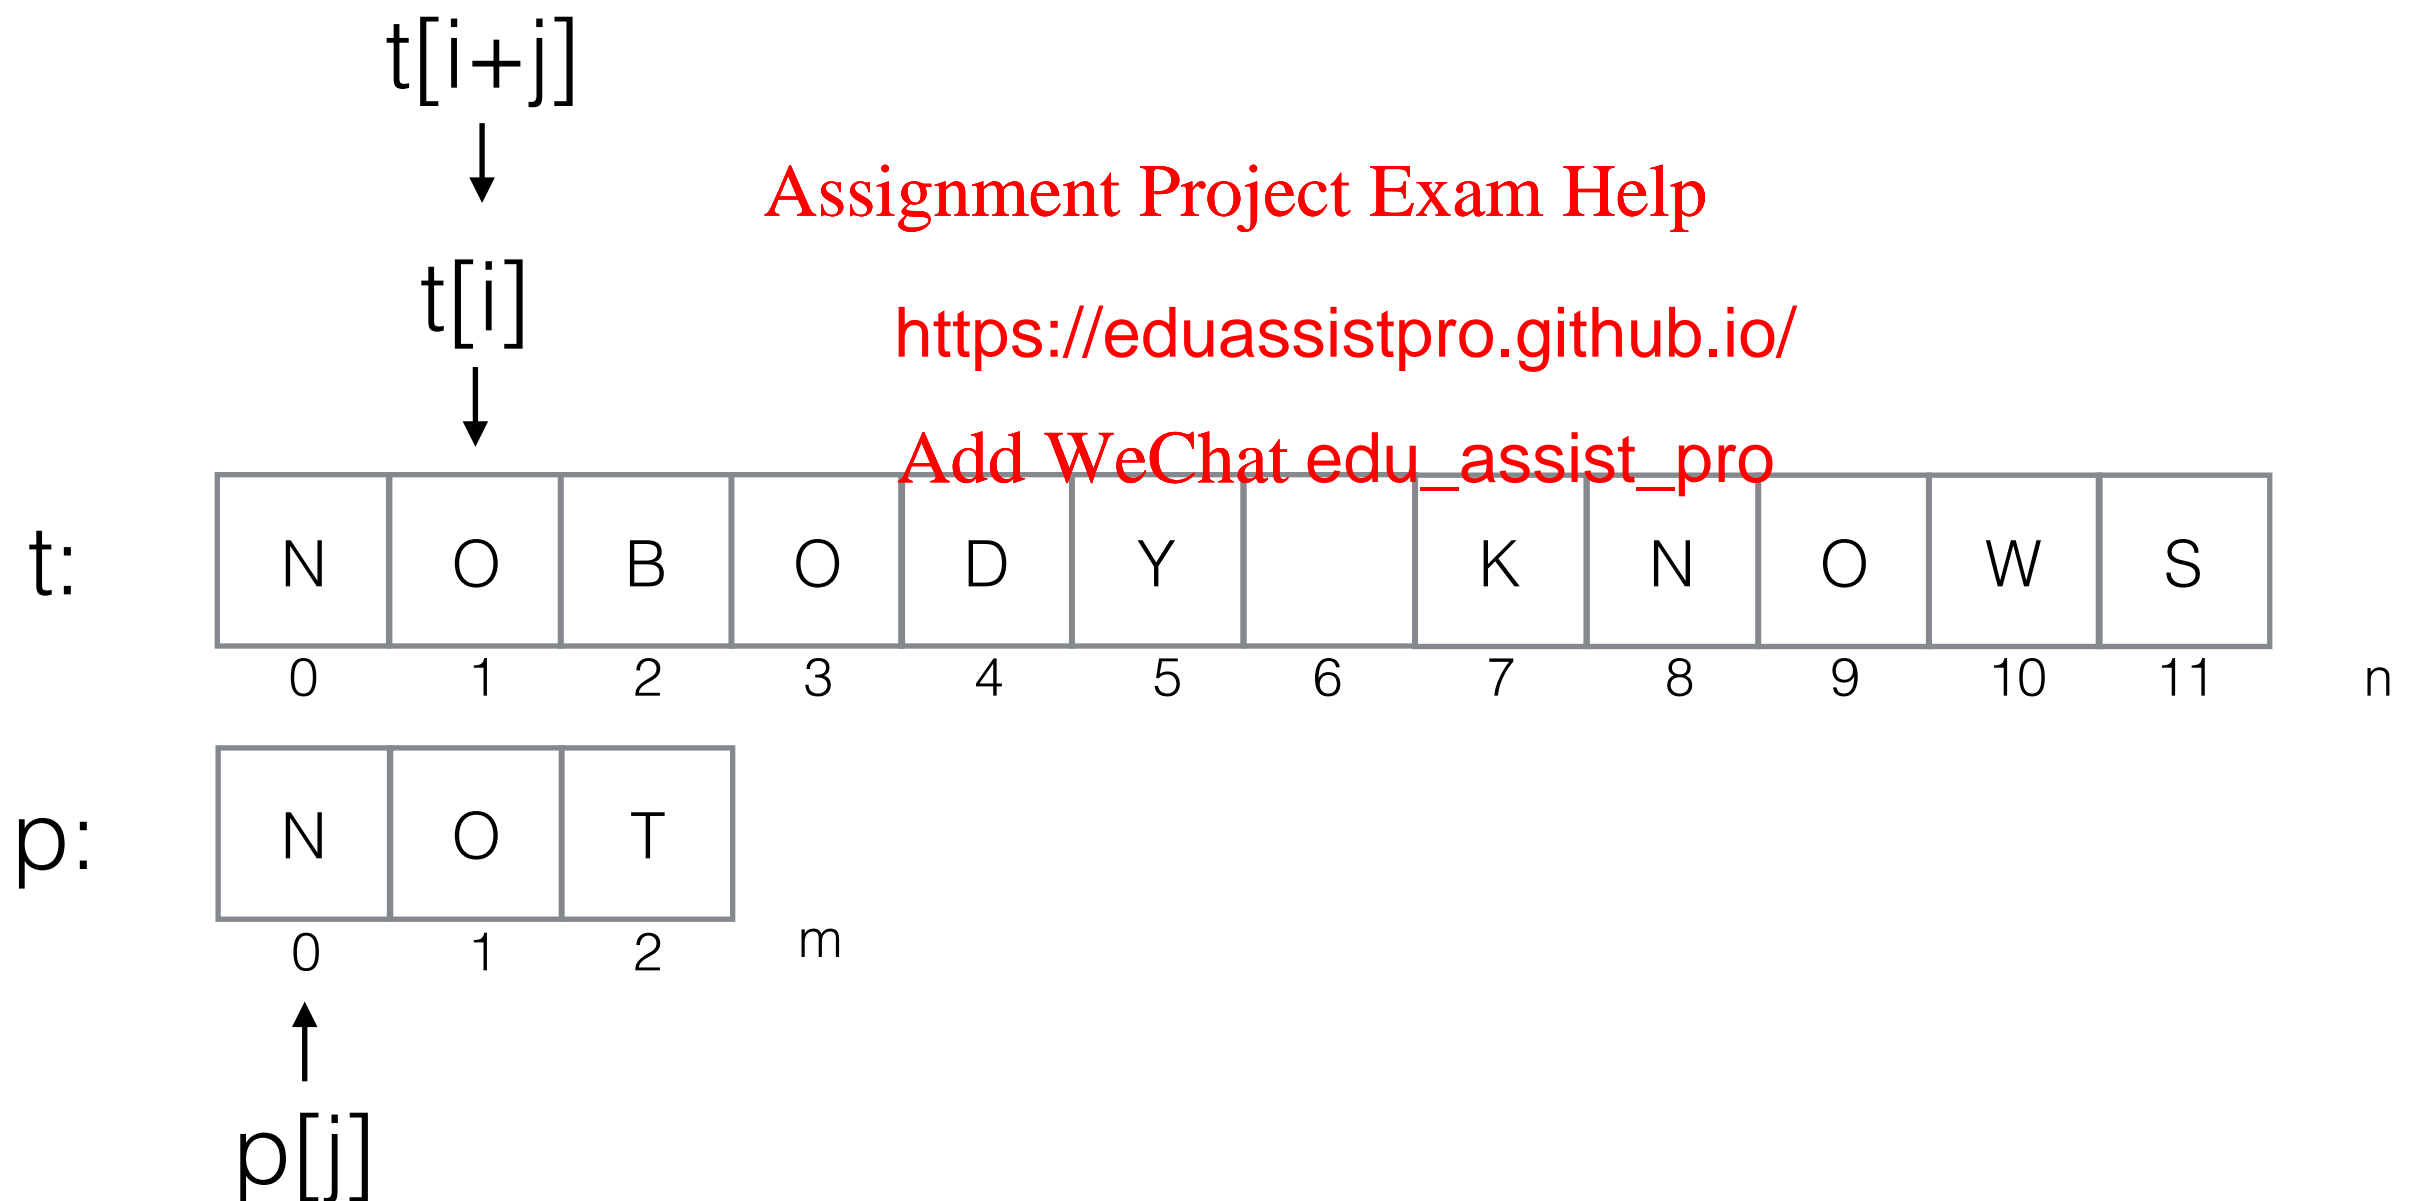 t[i+j]
Assignment Project Exam Help
t[i]
https://eduassistpro.github.io/
Add WeChat edu_assist_pro
t: N O B O D Y K N O W S
0 1 2 3 4 5 6 7 8 9 10 11 n
p: N O T
0 1 2 m
p[j]